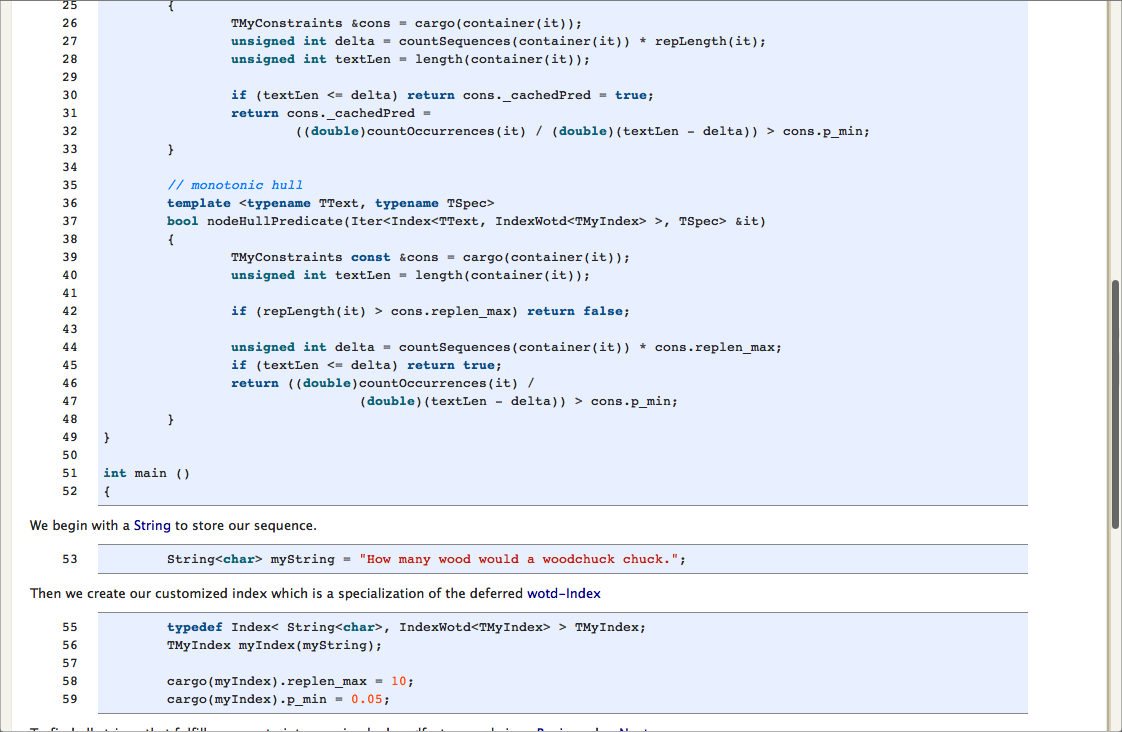 25 {
26 TMyConstraints &cons = cargo(container(it));
27 unsigned int delta = countSequences(container(it)) * repLength(it);
28 unsigned int textLen = length(container(it));
29
30 if (textLen <= delta) return cons._cachedPred = true;
31 return cons._cachedPred =
32 ((double)countOccurrences(it) / (double)(textLen - delta)) > cons.p_min;
33 }
34
35 // monotonic hull
36 template <typename TText, typename TSpec>
37 bool nodeHullPredicate(Iter<Index<TText, IndexWotd<TMyIndex> >, TSpec> &it)
38 {
39 TMyConstraints const &cons = cargo(container(it));
40 unsigned int textLen = length(container(it));
41
42 if (repLength(it) > cons.replen_max) return false;
43
44 unsigned int delta = countSequences(container(it)) * cons.replen_max;
45 if (textLen <= delta) return true;
46 return ((double)countOccurrences(it) /
47 (double)(textLen - delta)) > cons.p_min;
48 }
49 }
50
51 int main ()
52 {
We begin with a String to store our sequence.
53 String<char> myString = "How many wood would a woodchuck chuck.";
Then we create our customized index which is a specialization of the deferred wotd-Index
55 typedef Index< String<char>, IndexWotd<TMyIndex> > TMyIndex;
56 TMyIndex myIndex(myString);
57
58 cargo(myIndex).replen_max = 10;
59 cargo(myIndex).p_min = 0.05;